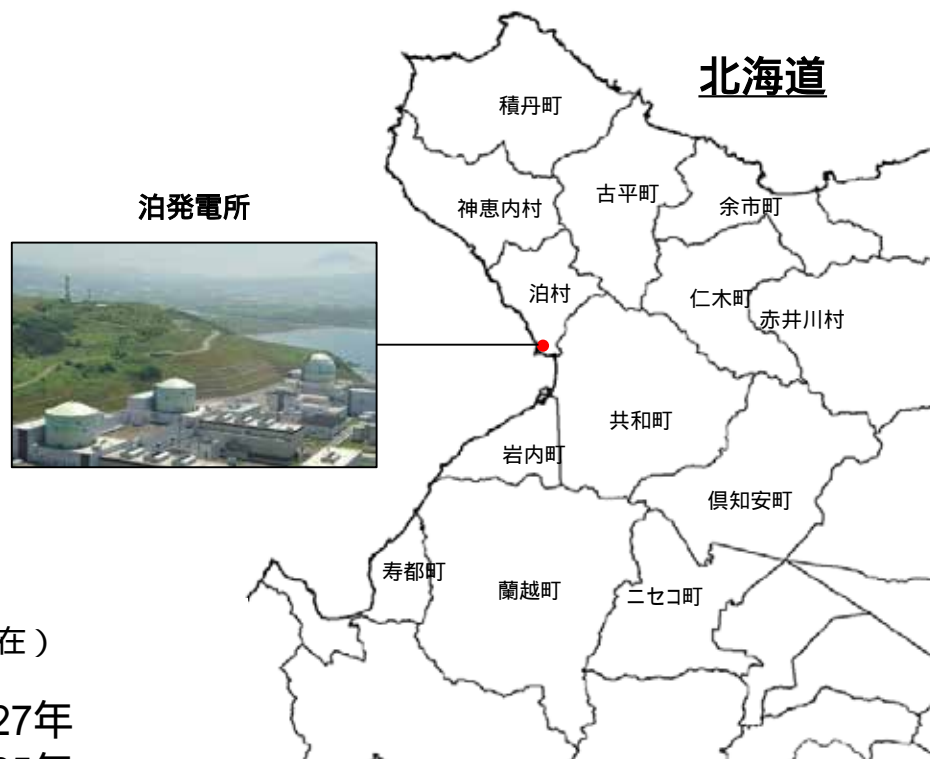 北海道
積丹町
泊発電所
古平町
神恵内村
余市町
泊村
仁木町
赤井川村
共和町
岩内町
倶知安町
寿都町
蘭越町
ニセコ町
在）
27年